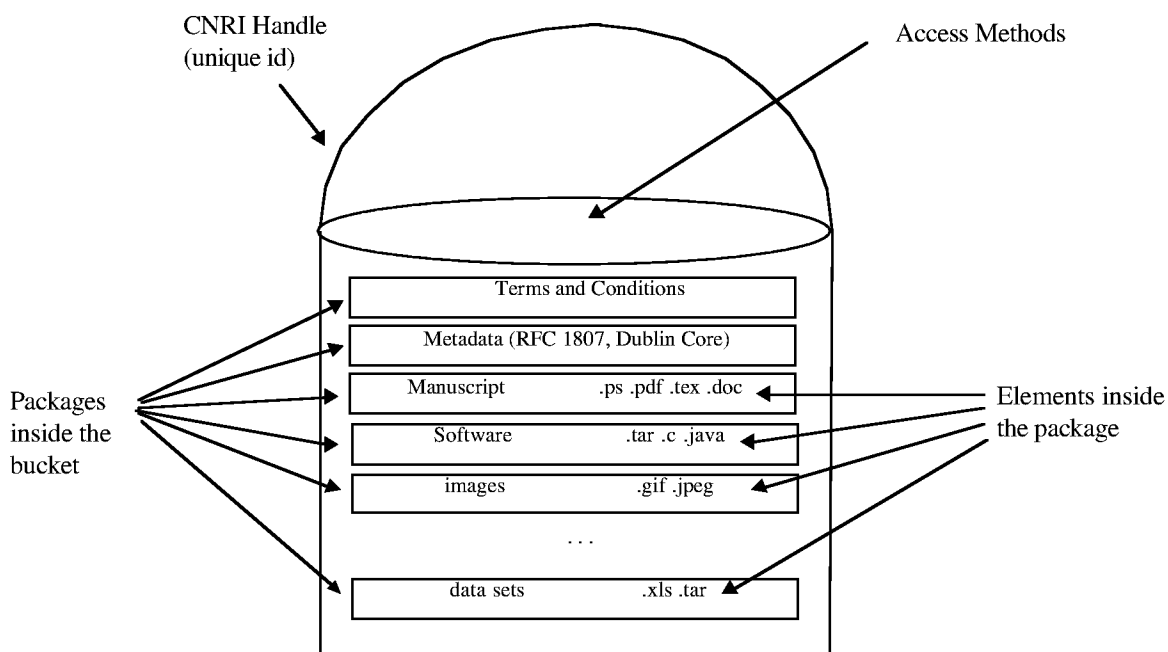 CNRI Handle
(unique id)
Access Methods
Terms and Conditions
Metadata (RFC 1807, Dublin Core)
Manuscript .ps .pdf .tex .doc
Software .tar .c .java
images .gif .jpeg
. . .
data sets .xls .tar
Packages
inside the
bucket
Elements inside
the package